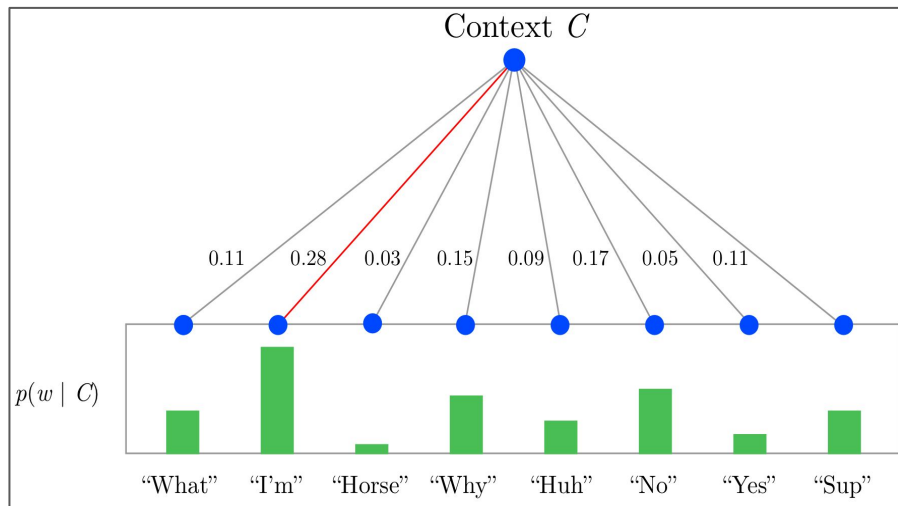 Context C
0.11 0.28 0.03 0.15 0.09 0.17 0.05 0.11
p(w | C)
“What” “I’m” “Horse” “Why” “Huh” “No” “Yes” “Sup”